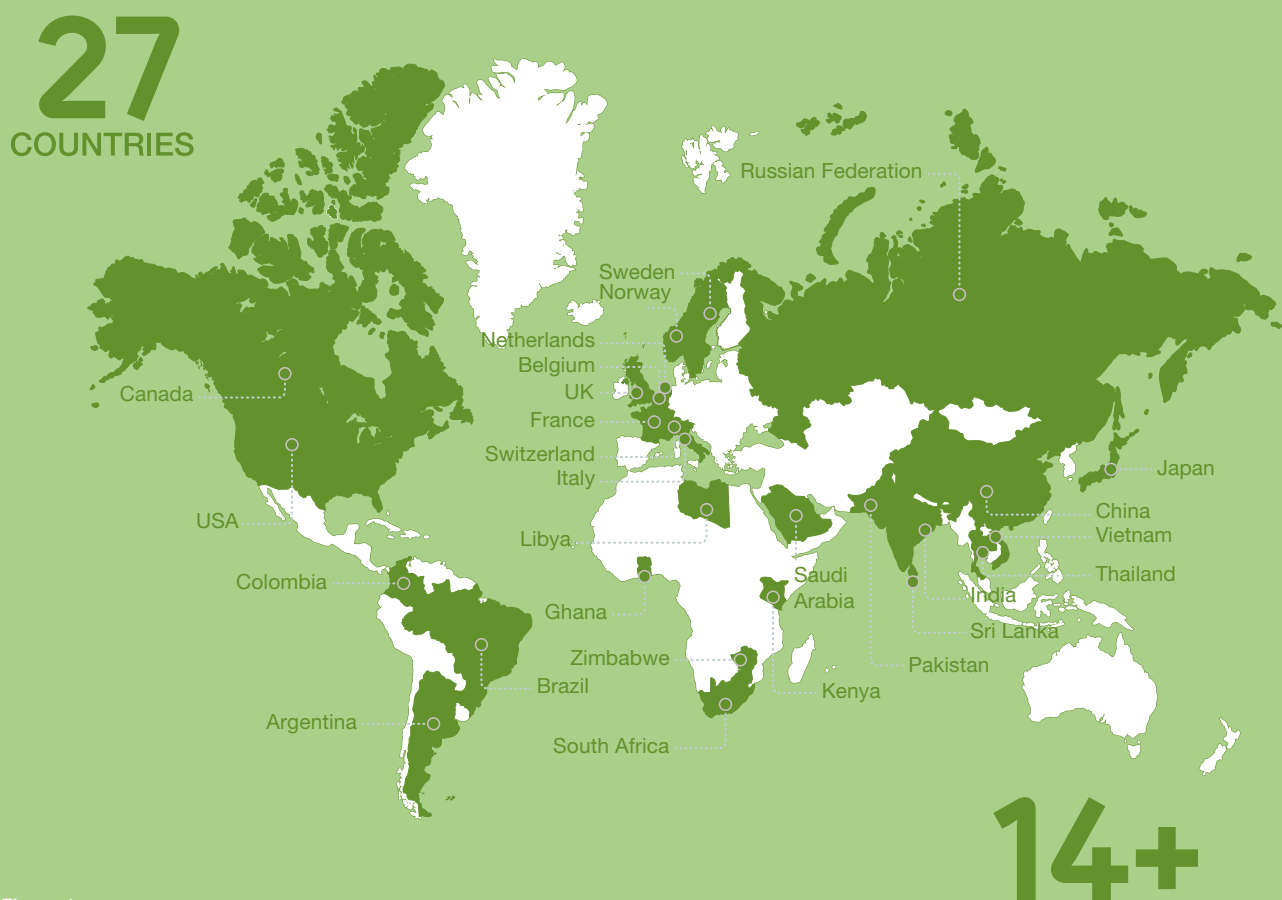 27
COUNTRIES
Russian Federation
Sweden
Norway
Netherlands
Belgium
UK
Canada
France
Switzerland
Italy
Japan
USA
China
Vietnam
Libya
Thailand
Saudi
Arabia
Colombia
India
Ghana
Sri Lanka
Zimbabwe
Pakistan
Brazil
Kenya
Argentina
South Africa
14+